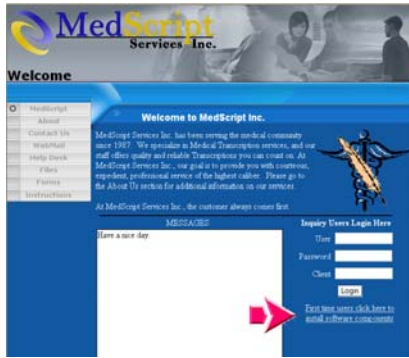 MedScript
Services Inc.
Welcome
MedScript
About
Contact Us
WebMail
Help Desk
Files
Forms
Instructions
Welcome to MedScript Inc.
MedScript Services Inc. has been serving the medical community
since 1987. We specialize in Medical Transcription services, and our
staff offers quality and reliable Transcriptions you can count on. At
MedScript Services Inc., our goal is to provide you with courteous,
expedient, professional service of the highest caliber. Please go to
the About Us section for additional information on our services.
At MedScript Services Inc., the customer always comes first.
MESSAGES
Have a nice day.
Inquiry Users Login Here
User
Password
Client
Login
First time users click here to
install software components